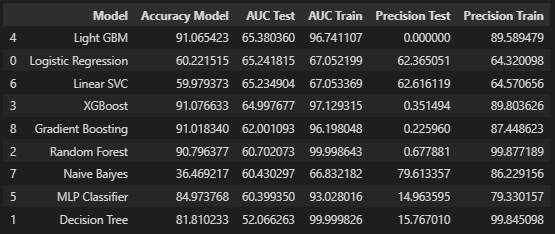 Model Accuracy Model AUC Test AUC Train Precision Test Precision Train
4 Light GBM 91.065423 65.380360 96.741107 0.000000 89.589479
0 Logistic Regression 60.221515 65.241815 67.052199 62.365051 64.320098
6 Linear SVC 59.979373 65.234904 67.053369 62.616119 64.570656
3 XGBoost 91.076633 64.997677 97.129315 0.351494 89.803626
8 Gradient Boosting 91.018340 62.001093 96.198048 0.225960 87.448623
2 Random Forest 90.796377 60.702073 99.998643 0.677881 99.877189
7 Naive Baiyes 36.469217 60.430297 66.832182 79.613357 86.229156
5 MLP Classifier 84.973768 60.399350 93.028016 14.963595 79.330157
1 Decision Tree 81.810233 52.066263 99.999826 15.767010 99.845098